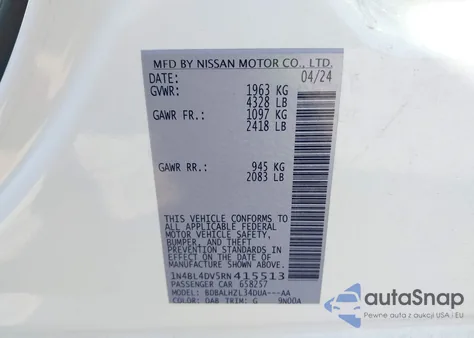 MFD BY NISSAN MOTOR CO., LTD.
DATE: 04/24
GVWR: 1963 KG
4328 LB
GAWR FR.: 1097 KG
2418 LB
GAWR RR: 945 KG
2083 LB
THIS VEHICLE CONFORMS TO
ALL APPLICABLE FEDERAL
MOTOR VEHICLE SAFETY,
BUMPER, AND THEFT
PREVENTION STANDARDS IN
EFFECT ON THE DATE OF
MANUFACTURE SHOWN ABOVE.
1N4BL4DV5RN415513
PASSENGER CAR 658257
MODEL: BDBALHZL34DUA---AA
COLOR: QAB TRIM: G 9N00A
autaSnap
Pewne auta z aukcji w USA i Kanadzie